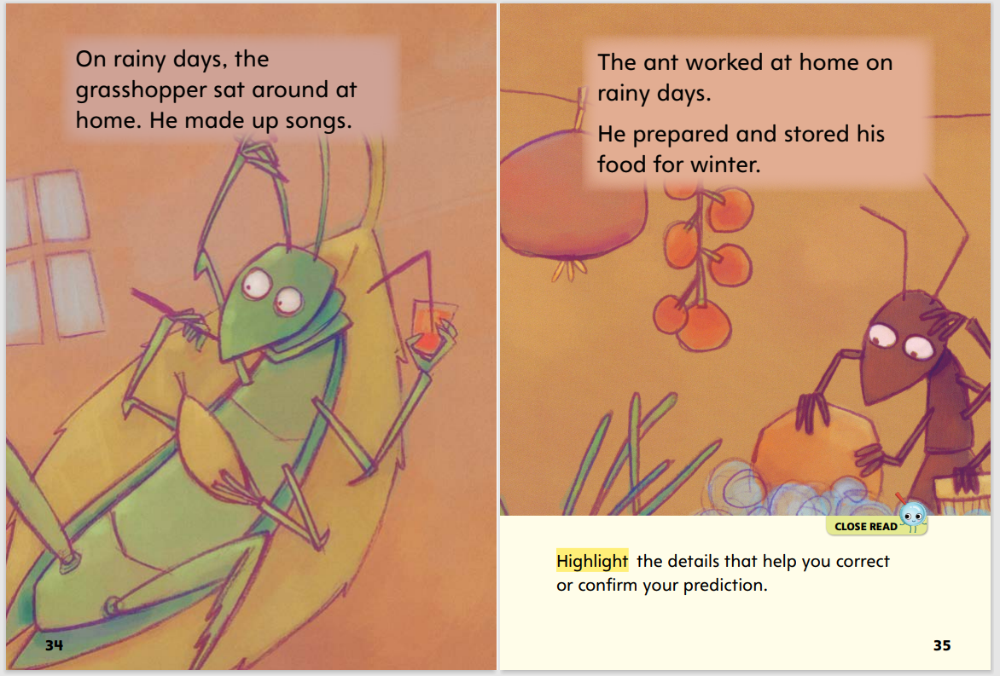 On rainy days, the
grasshopper sat around at
home. He made up songs.
34
The ant worked at home on
rainy days.
He prepared and stored his
food for winter.
CLOSE READ
Highlight the details that help you correct
or confirm your prediction.
35